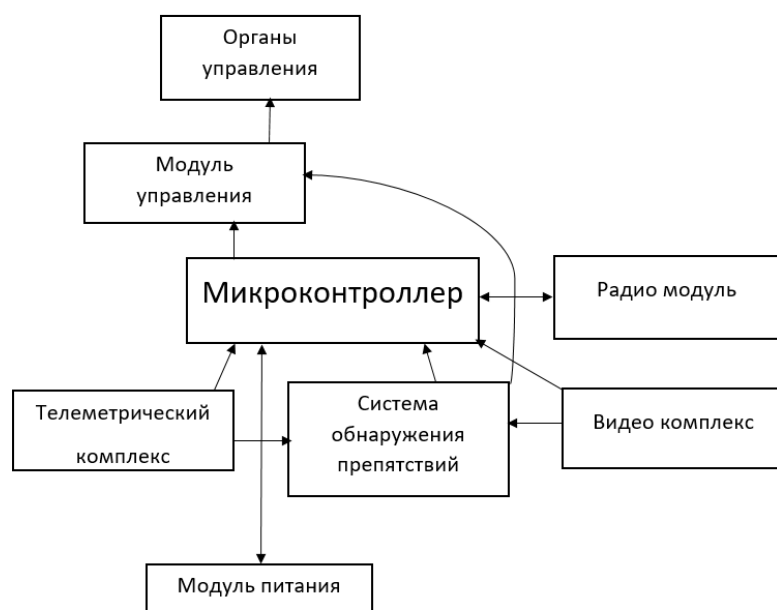 Органы
управления
Модуль
управления
Микроконтроллер
Радио модуль
Телеметрический
комплекс
Система
обнаружения
препятствий
Видео комплекс
Модуль питания